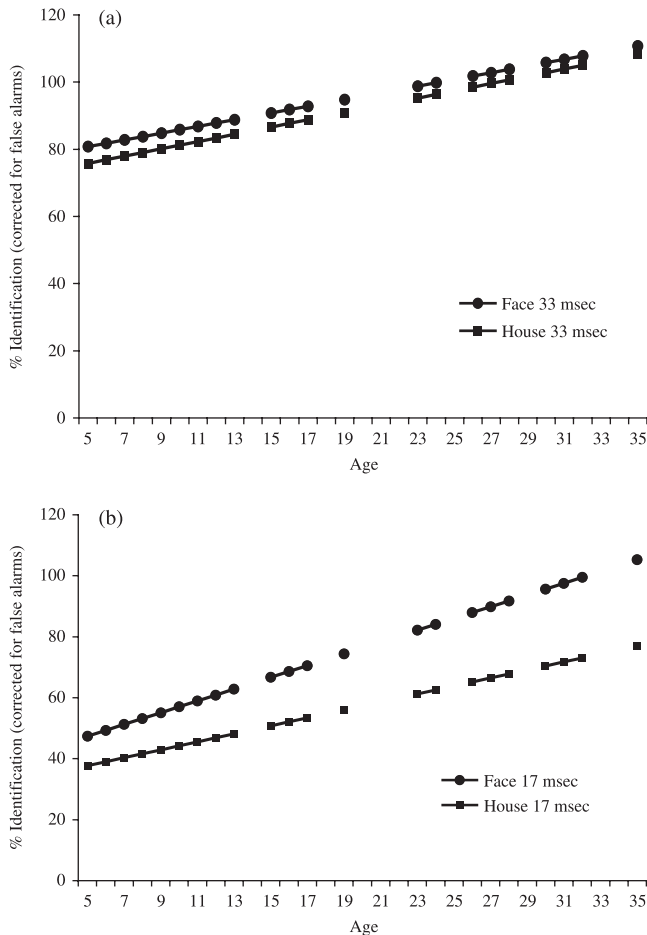 (a)
120
100
80
60
40
20
0
% Identification (corrected for false alarms)
Face 33 msec
House 33 msec
5 7 9 11 13 15 17 19 21 23 25 27 29 31 33 35
Age
(b)
120
100
80
60
40
20
0
% Identification (corrected for false alarms)
Face 17 msec
House 17 msec
5 7 9 11 13 15 17 19 21 23 25 27 29 31 33 35
Age